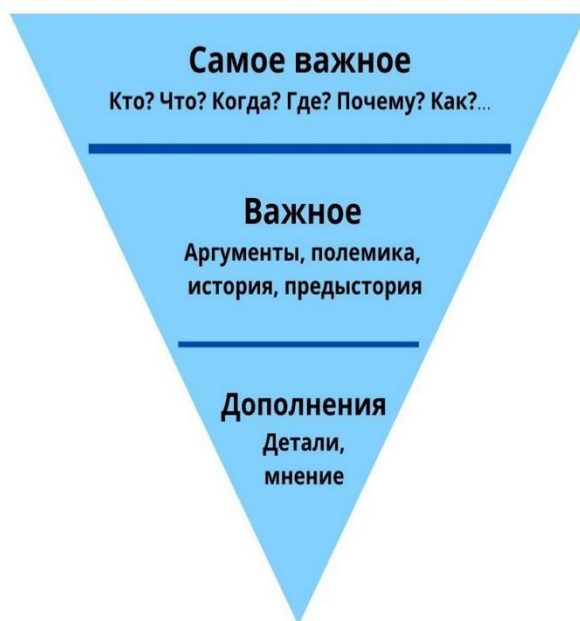 Самое важное
Кто? Что? Когда? Где? Почему? Как?...
Важное
Аргументы, полемика,
история, предыстория
Дополнения
Детали,
мнение